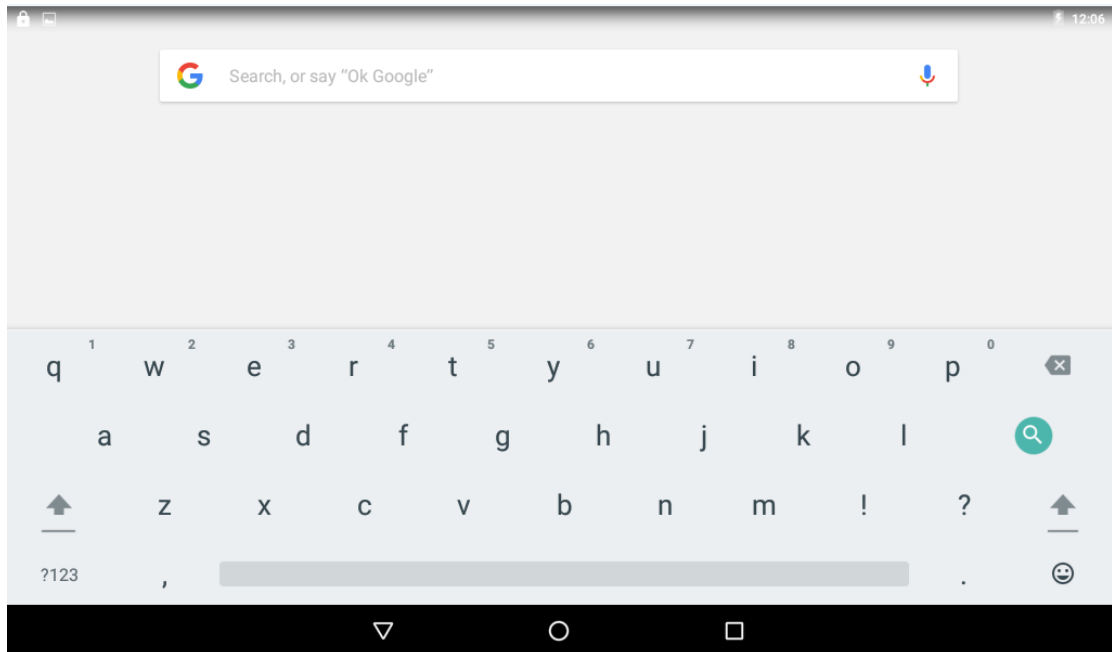 12:06
Search, or say “Ok Google”
1 2 3 4 5 6 7 8 9 0
q w e r t y u i o p
a s d f g h j k l
z x c v b n m ! ?
?123 , .